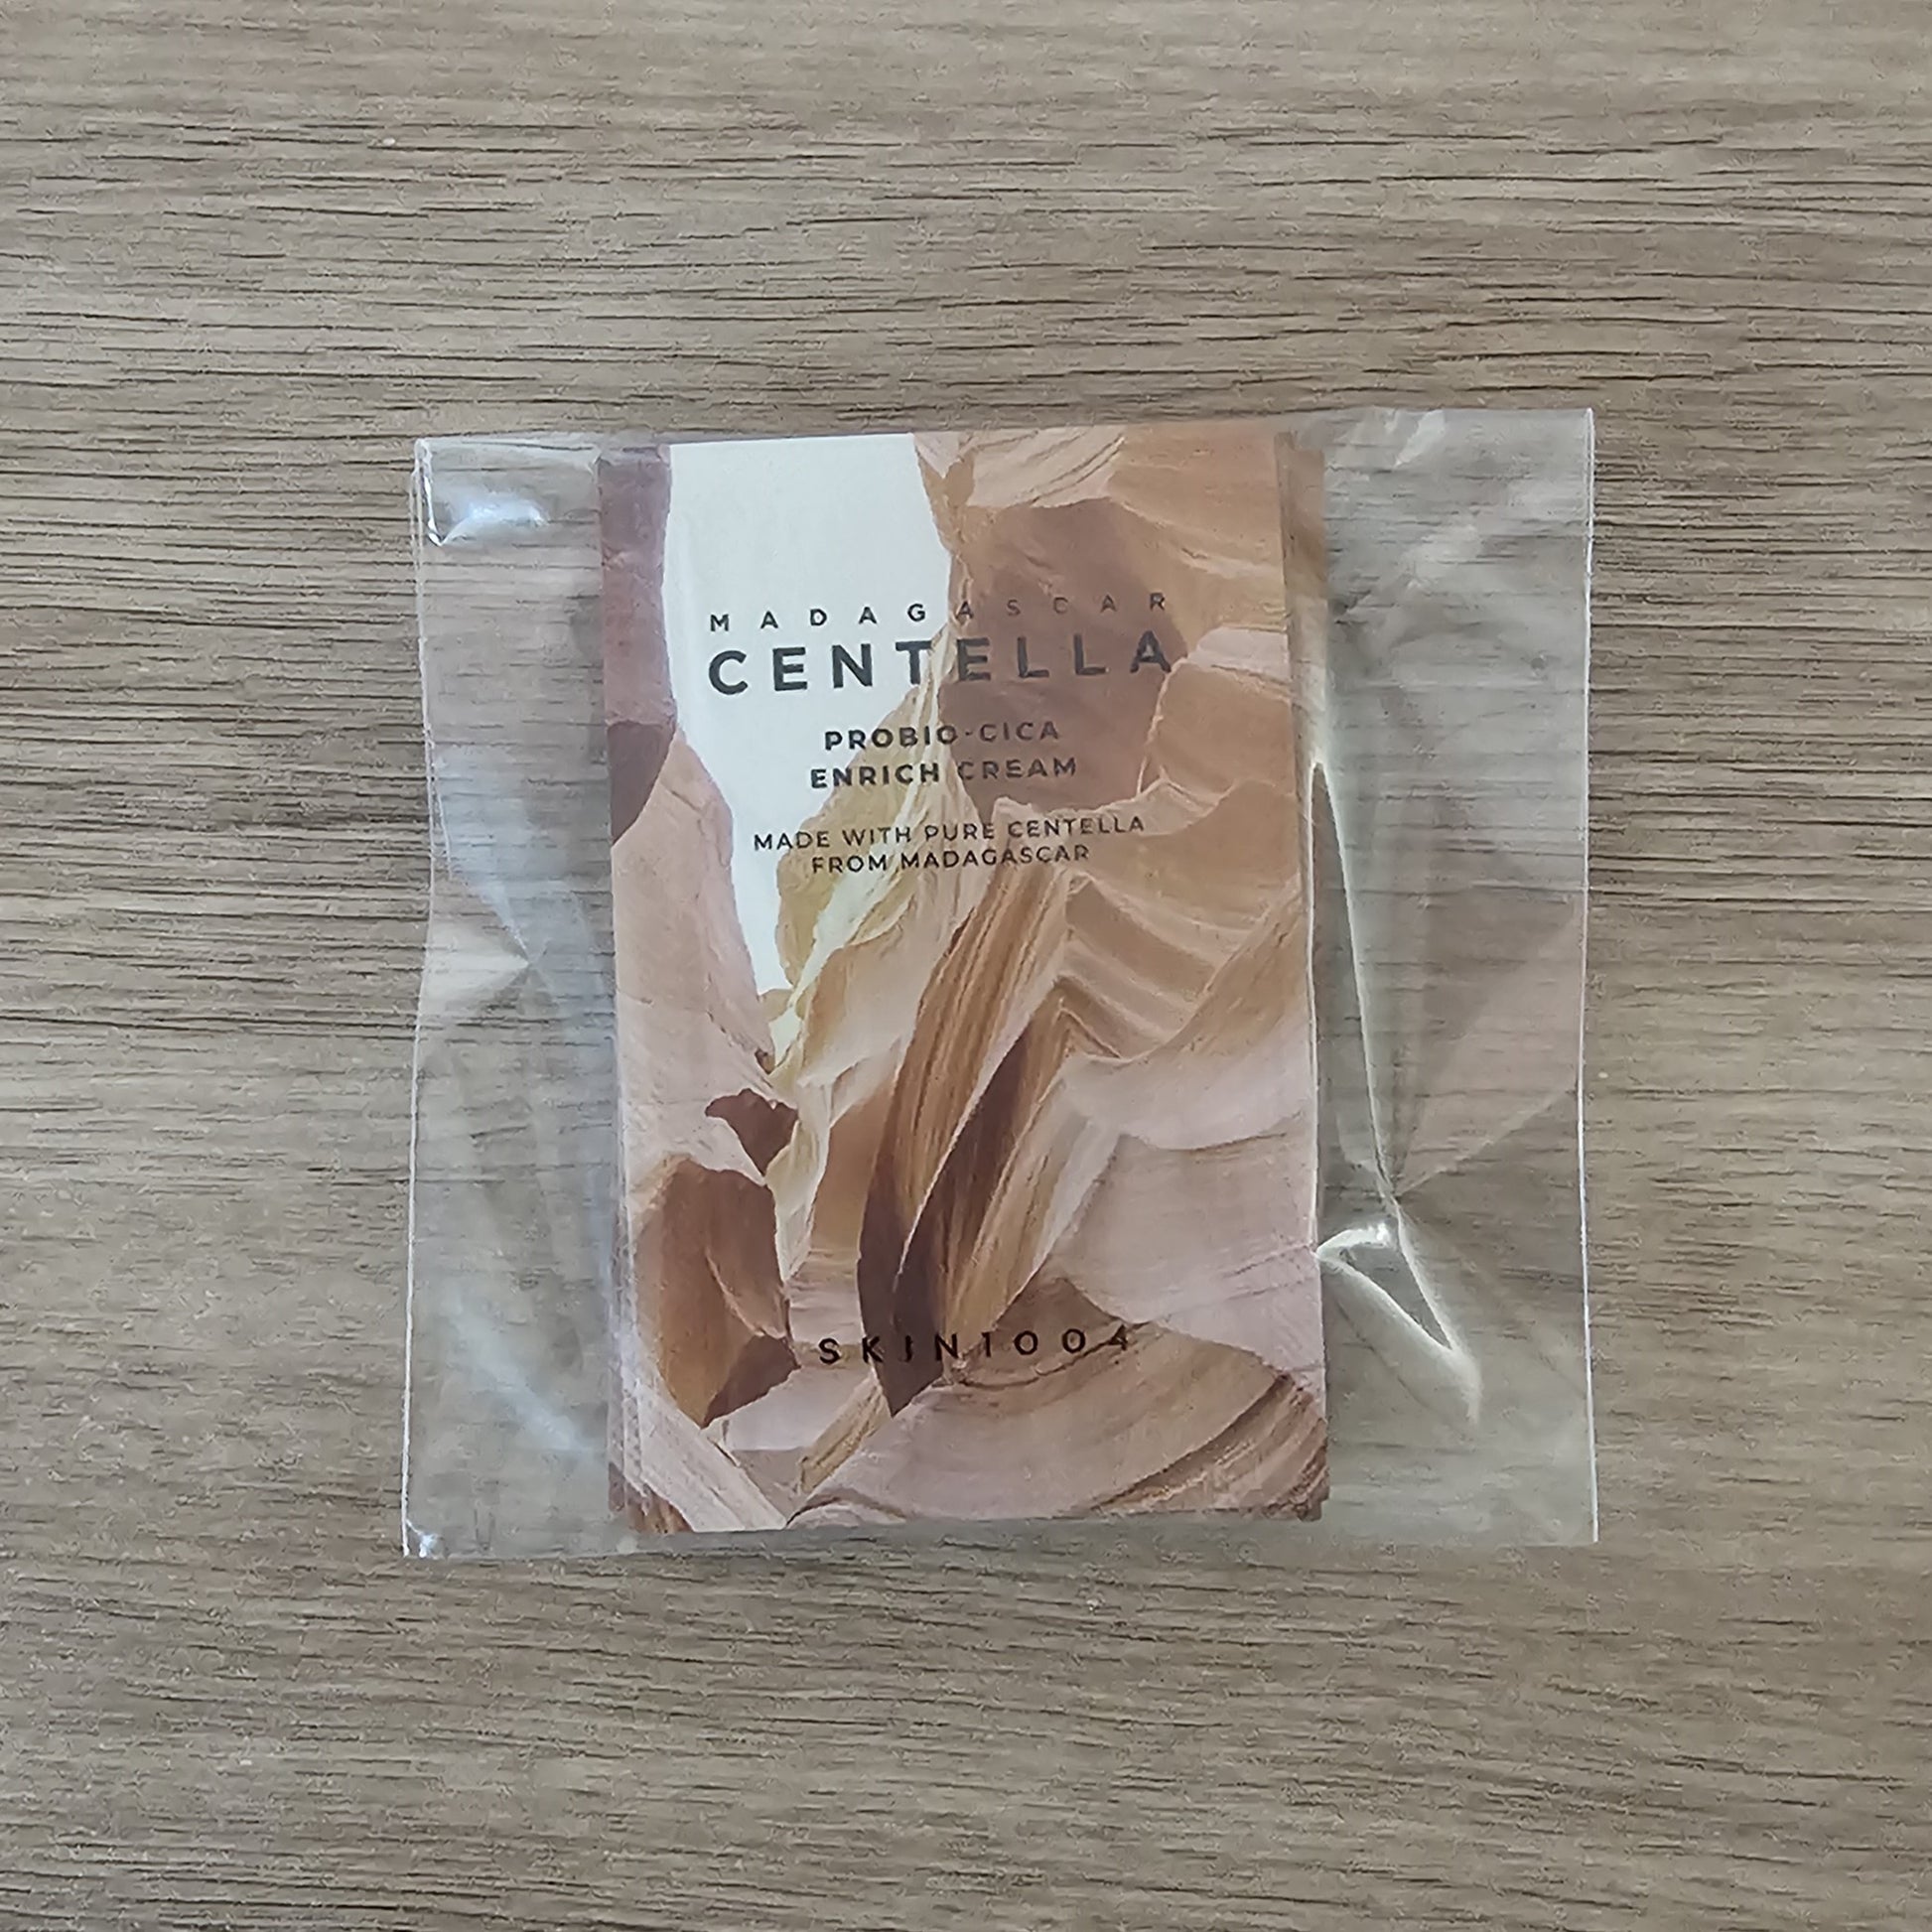 MADAGASCAR
CENTELLA
PROBIO-CICA
ENRICH CREAM
MADE WITH PURE CENTELLA
FROM MADAGASCAR
SKIN1004